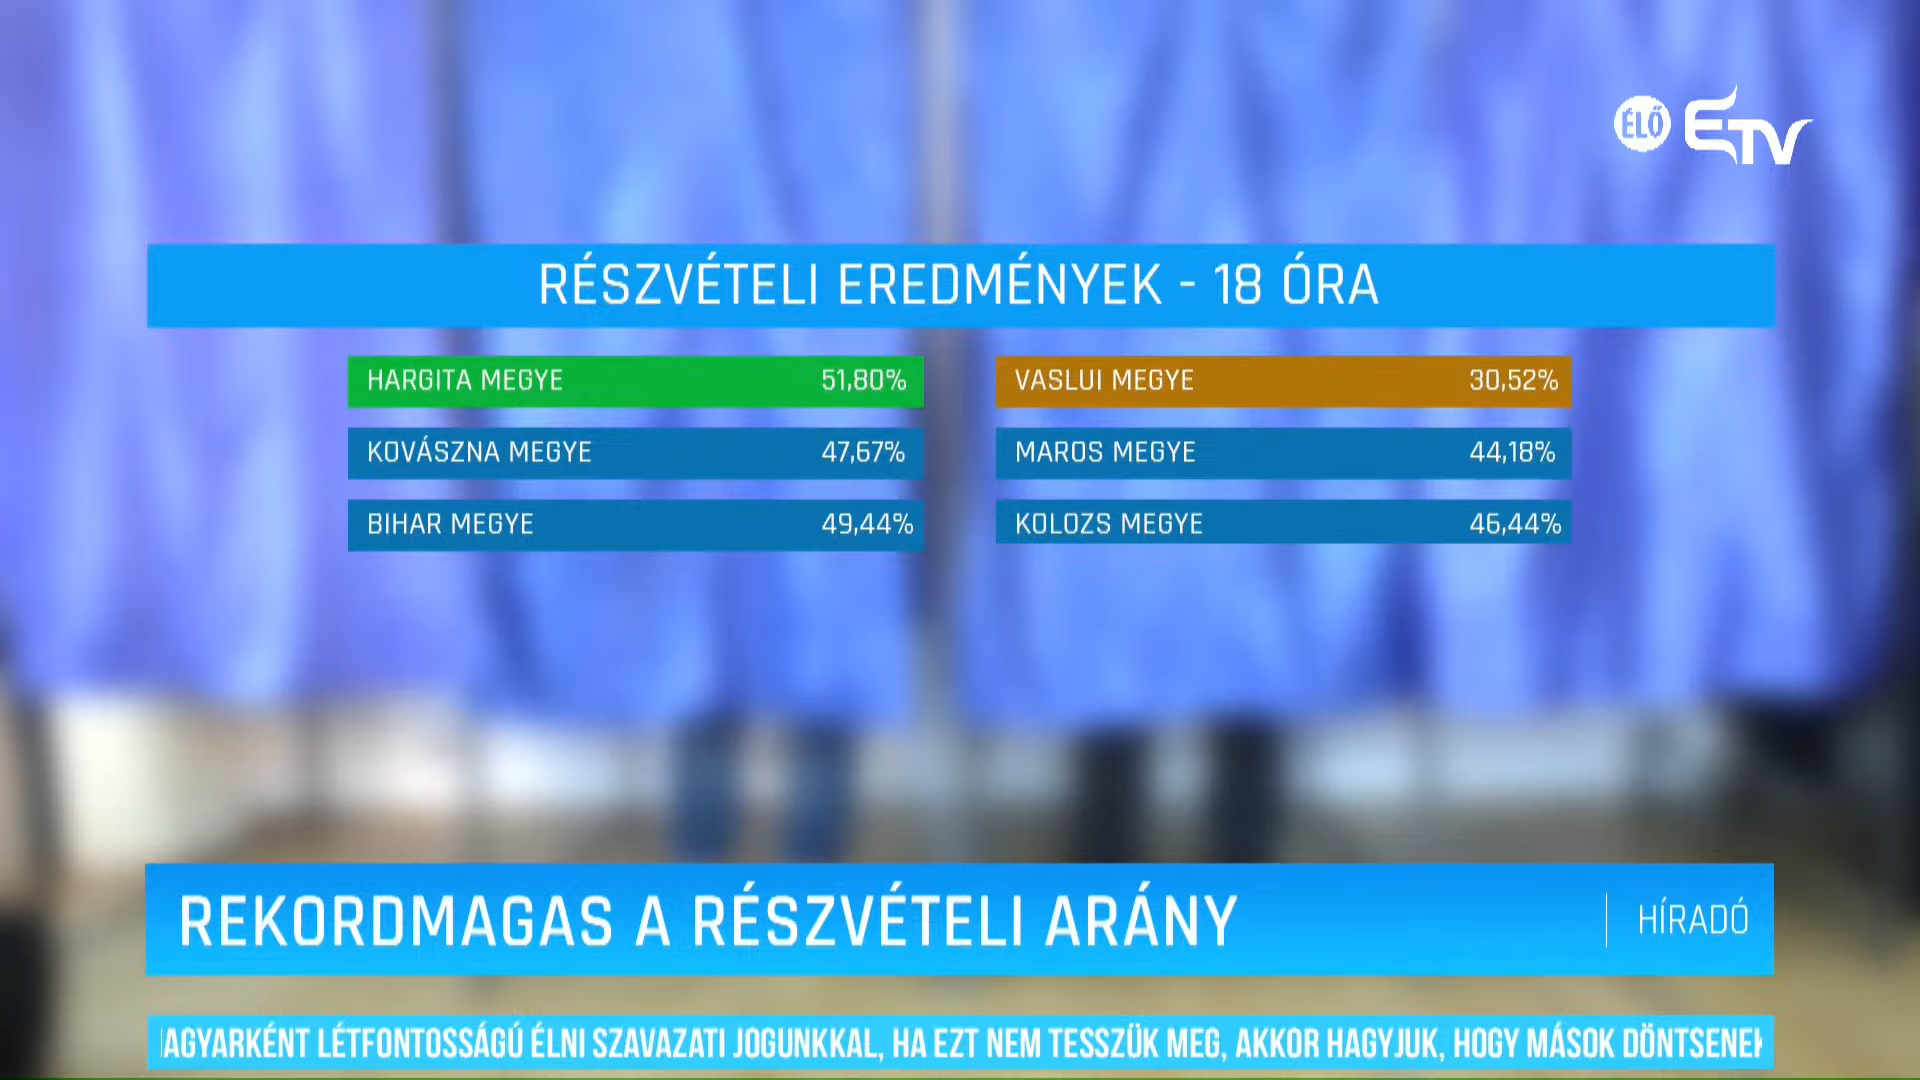 ÉLŐ ETV
RÉSZVÉTELI EREDMÉNYEK - 18 ÓRA
HARGITA MEGYE 51,80%
KOVÁSZNA MEGYE 47,67%
BIHAR MEGYE 49,44%
VASLUI MEGYE 30,52%
MAROS MEGYE 44,18%
KOLOZS MEGYE 46,44%
REKORDMAGAS A RÉSZVÉTELI ARÁNY
HÍRADÓ
AGYARKÉNT LÉTFONTOSSÁGÚ ÉLNI SZAVAZATI JOGUNKKAL, HA EZT NEM TESSZÜK MEG, AKKOR HAGYJUK, HOGY MÁSOK DÖNTSENEK